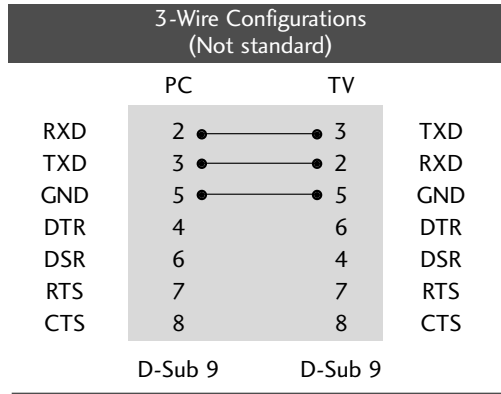 3-Wire Configurations
(Not standard)
PC TV
RXD 2 3 TXD
TXD 3 2 RXD
GND 5 5 GND
DTR 4 6 DTR
DSR 6 4 DSR
RTS 7 7 RTS
CTS 8 8 CTS
D-Sub 9 D-Sub 9